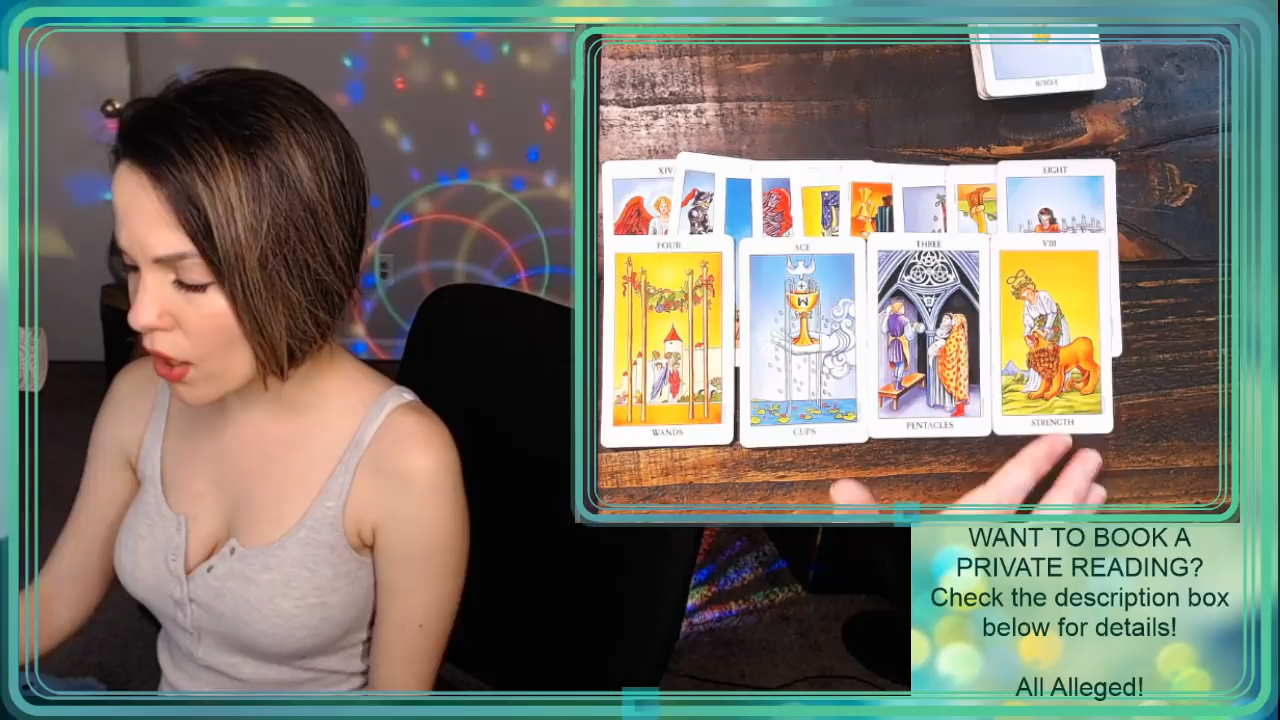 XIV
EIGHT
FOUR
ACE
THREE
VIII
W
WANDS
CUPS
PENTACLES
STRENGTH
WANT TO BOOK A
PRIVATE READING?
Check the description box
below for details!
All Alleged!